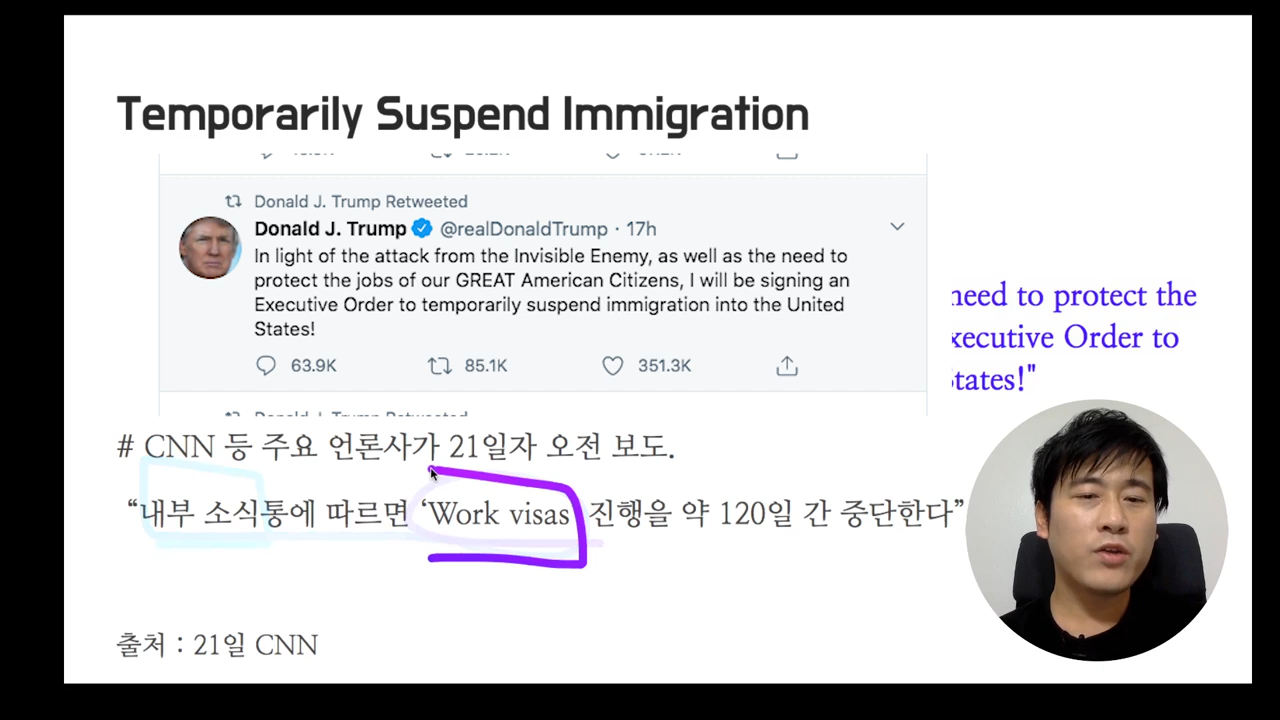 Temporarily Suspend Immigration
Donald J. Trump Retweeted
Donald J. Trump @realDonaldTrump · 17h
In light of the attack from the Invisible Enemy, as well as the need to
protect the jobs of our GREAT American Citizens, I will be signing an
Executive Order to temporarily suspend immigration into the United
States!
63.9K 85.1K 351.3K
need to protect the
xecutive Order to
States!"
Donald J. Trump Retweeted
# CNN 등 주요 언론사가 21일자 오전 보도.
“내부 소식통에 따르면 ‘Work visas’ 진행을 약 120일 간 중단한다”
출처 : 21일 CNN